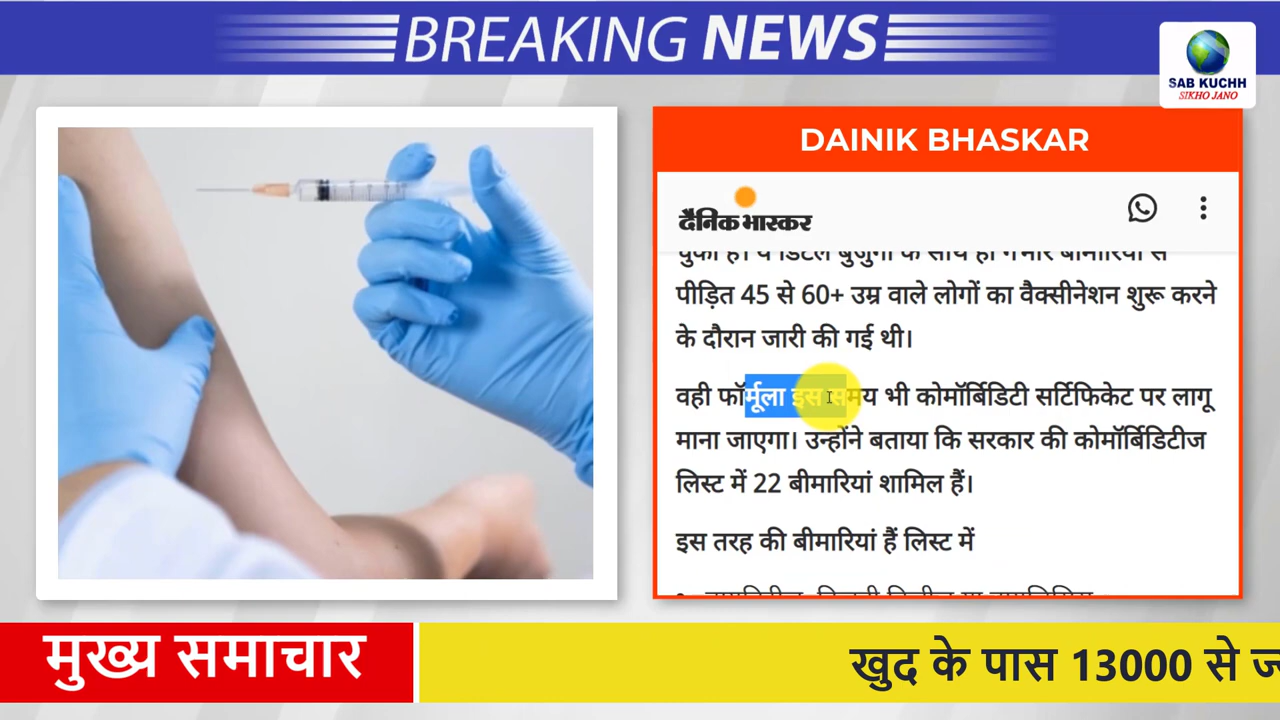 BREAKING NEWS
SAB KUCHH
SIKHO JANO
DAINIK BHASKAR
दैनिक भास्कर
चुकी है। ये डिटेल बुजुर्गों के साथ ही गंभीर बीमारियों से
पीड़ित 45 से 60+ उम्र वाले लोगों का वैक्सीनेशन शुरू करने
के दौरान जारी की गई थी।
वही फॉर्मूला इस समय भी कोमॉर्बिडिटी सर्टिफिकेट पर लागू
माना जाएगा। उन्होंने बताया कि सरकार की कोमॉर्बिडिटीज
लिस्ट में 22 बीमारियां शामिल हैं।
इस तरह की बीमारियां हैं लिस्ट में
मुख्य समाचार
खुद के पास 13000 से